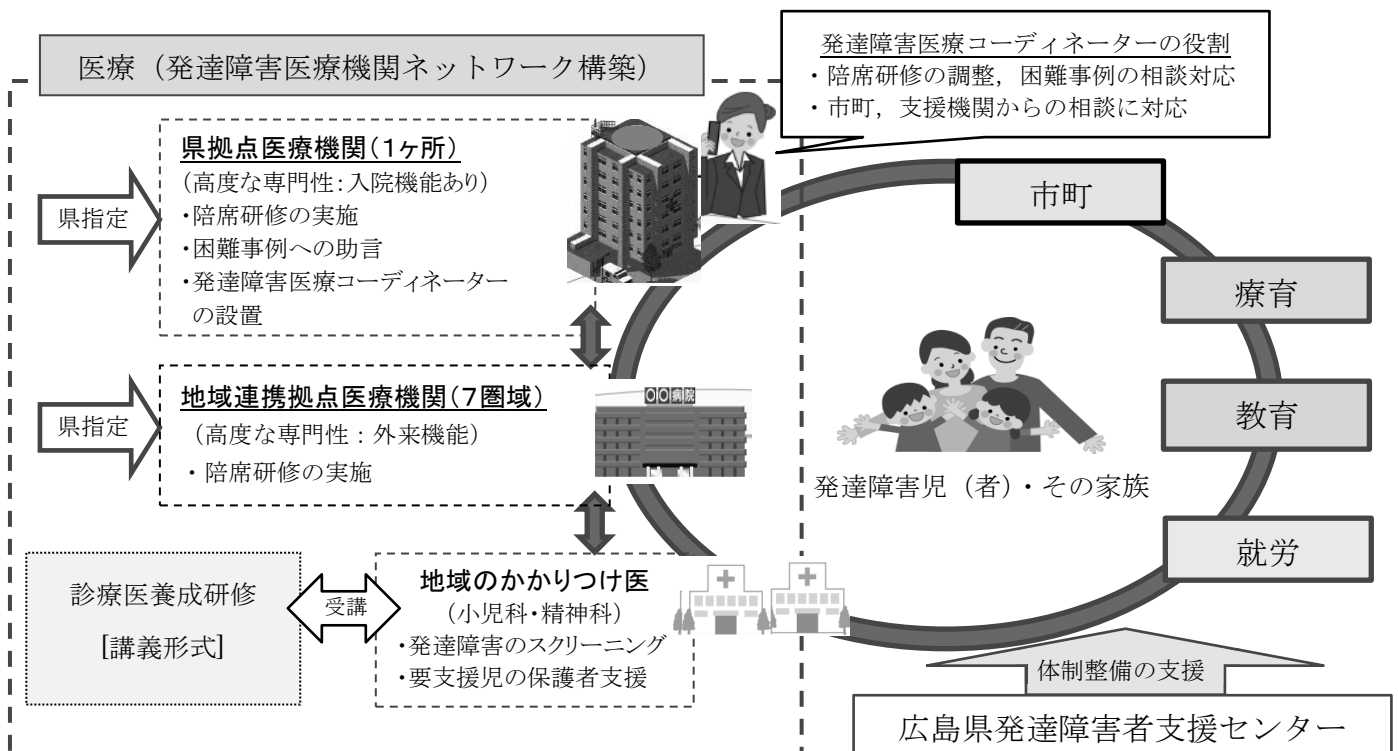 医療（発達障害医療機関ネットワーク構築）
発達障害医療コーディネーターの役割
・陪席研修の調整，困難事例の相談対応
・市町，支援機関からの相談に対応
県指定
県拠点医療機関（1ヶ所）
（高度な専門性：入院機能あり）
・陪席研修の実施
・困難事例への助言
・発達障害医療コーディネーター
の設置
県指定
地域連携拠点医療機関（7圏域）
（高度な専門性：外来機能）
・陪席研修の実施
〇〇病院
診療医養成研修
[講義形式]
受講
地域のかかりつけ医
（小児科・精神科）
・発達障害のスクリーニング
・要支援児の保護者支援
市町
療育
教育
就労
発達障害児（者）・その家族
体制整備の支援
広島県発達障害者支援センター